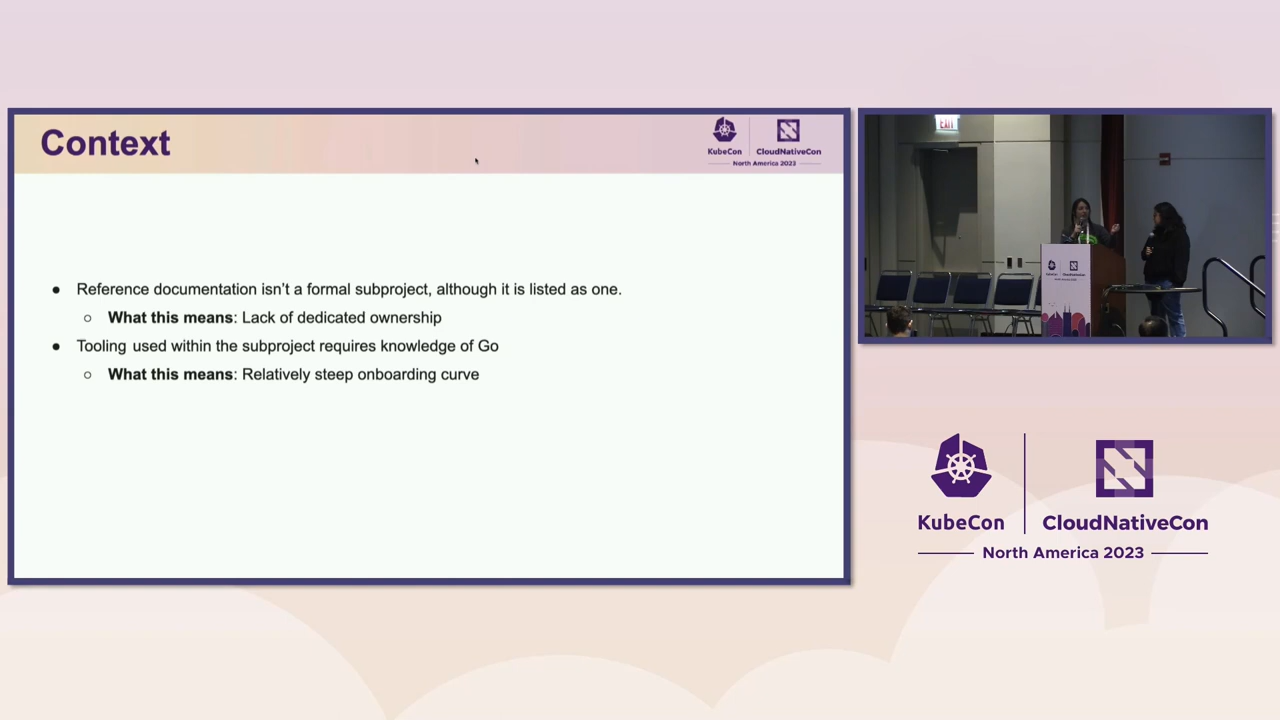 Context
KubeCon
CloudNativeCon
North America 2023
● Reference documentation isn't a formal subproject, although it is listed as one.
○ What this means: Lack of dedicated ownership
● Tooling used within the subproject requires knowledge of Go
○ What this means: Relatively steep onboarding curve
EXIT
KubeCon
CloudNativeCon
North America 2023